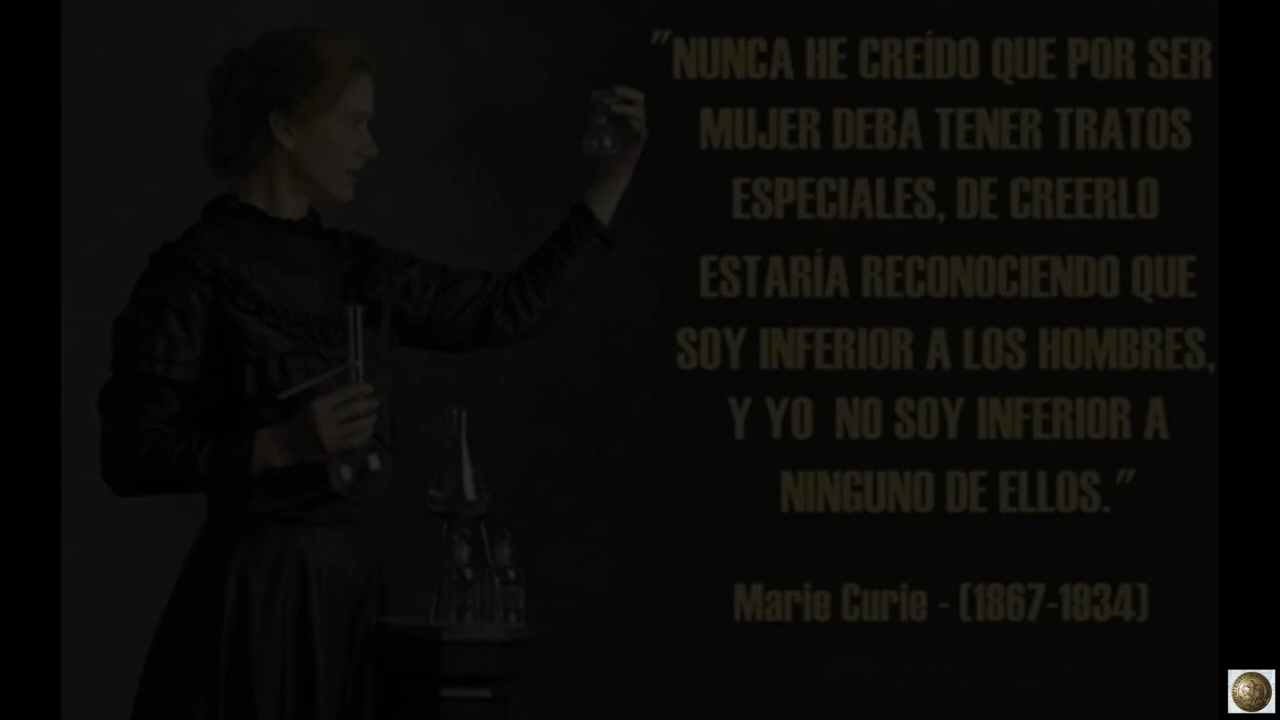 "NUNCA HE CREÍDO QUE POR SER
MUJER DEBA TENER TRATOS
ESPECIALES, DE CREERLO
ESTARÍA RECONOCIENDO QUE
SOY INFERIOR A LOS HOMBRES,
Y YO NO SOY INFERIOR A
NINGUNO DE ELLOS."
Marie Curie - (1867-1934)